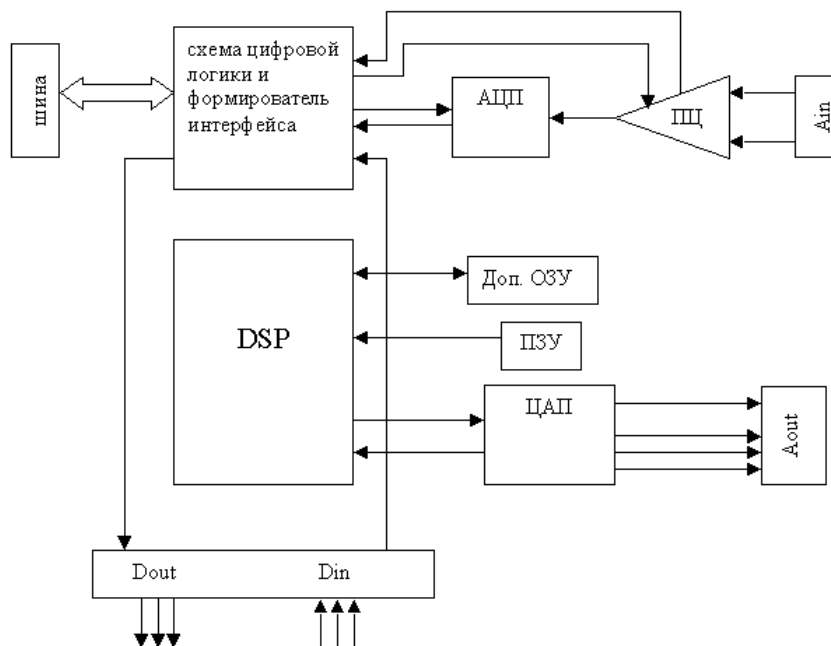 шина
схема цифровой
логики и
формирователь
интерфейса
АЦП
ПЩ
Ain
DSP
Доп. ОЗУ
ПЗУ
ЦАП
Aout
Dout Din